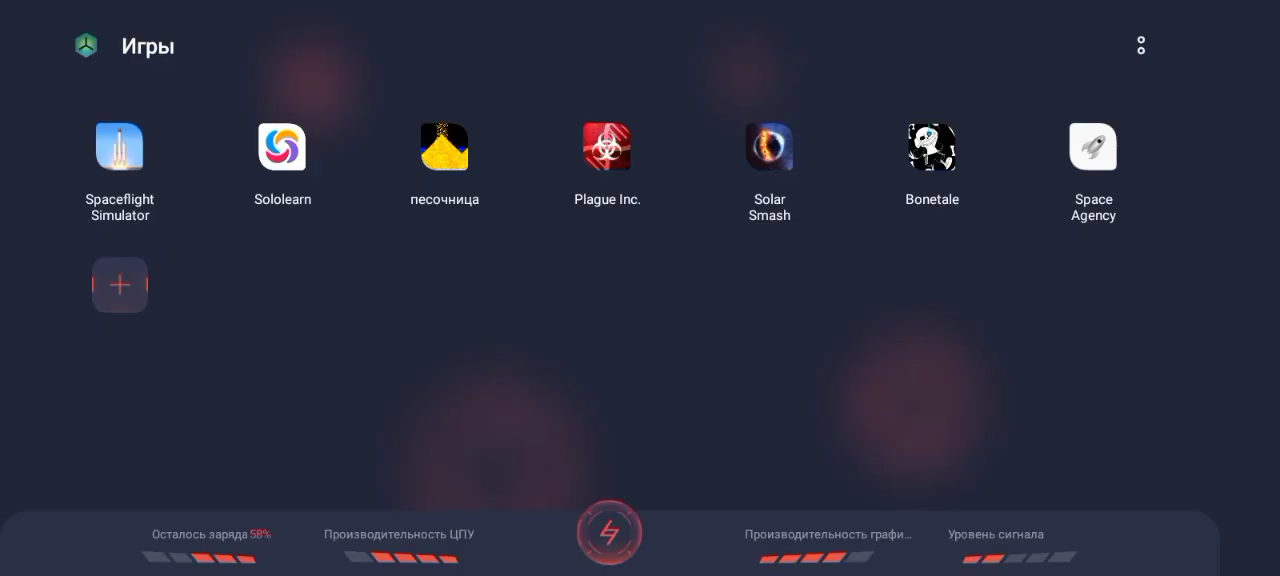 Игры
Spaceflight
Simulator
Sololearn
песочница
Plague Inc.
Solar
Smash
Bonetale
Space
Agency
Осталось заряда 58%
Производительность ЦПУ
Производительность графи...
Уровень сигнала